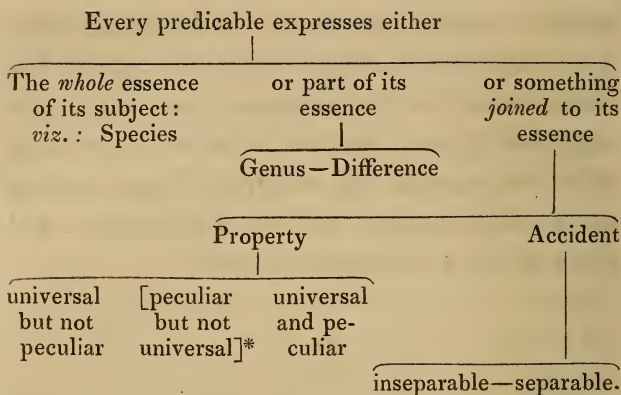 Every predicable expresses either
The whole essence
of its subject:
viz.: Species
or part of its
essence
or something
joined to its
essence
Genus—Difference
Property
Accident
universal
but not
peculiar
[peculiar
but not
universal]*
universal
and pe-
culiar
inseparable—separable.